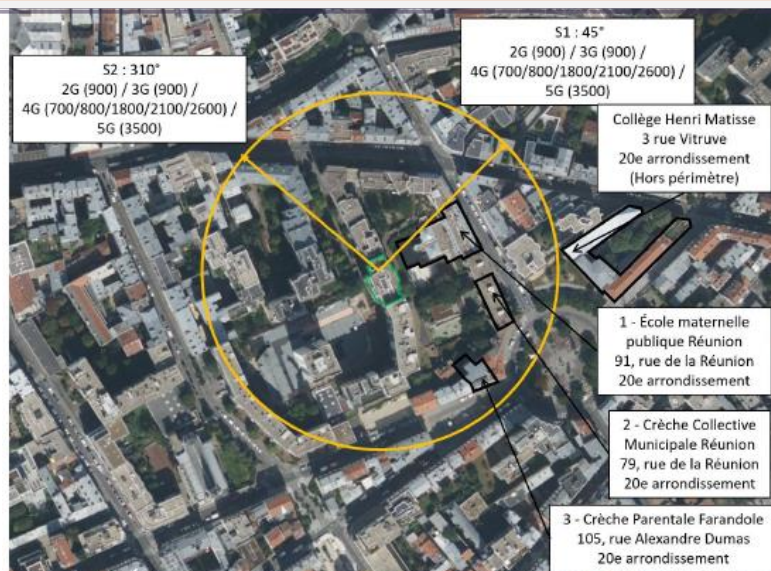 S2 : 310°
2G (900) / 3G (900) /
4G (700/800/1800/2100/2600) /
5G (3500)
S1 : 45°
2G (900) / 3G (900) /
4G (700/800/1800/2100/2600) /
5G (3500)
Collège Henri Matisse
3 rue Vitruve
20e arrondissement
(Hors périmètre)
1 - École maternelle
publique Réunion
91, rue de la Réunion
20e arrondissement
2 - Crèche Collective
Municipale Réunion
79, rue de la Réunion
20e arrondissement
3 - Crèche Parentale Farandole
105, rue Alexandre Dumas
20e arrondissement